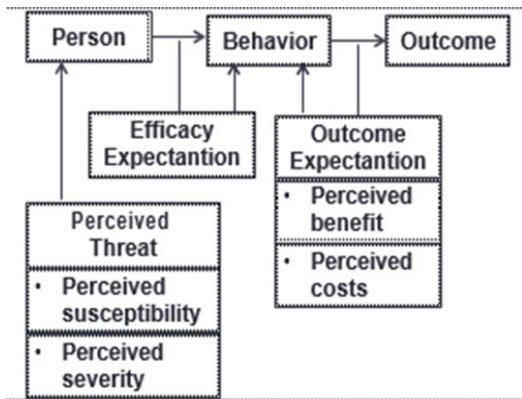 Person
Behavior
Outcome
Efficacy
Expectantion
Outcome
Expectantion
• Perceived
benefit
• Perceived
costs
Perceived
Threat
• Perceived
susceptibility
• Perceived
severity